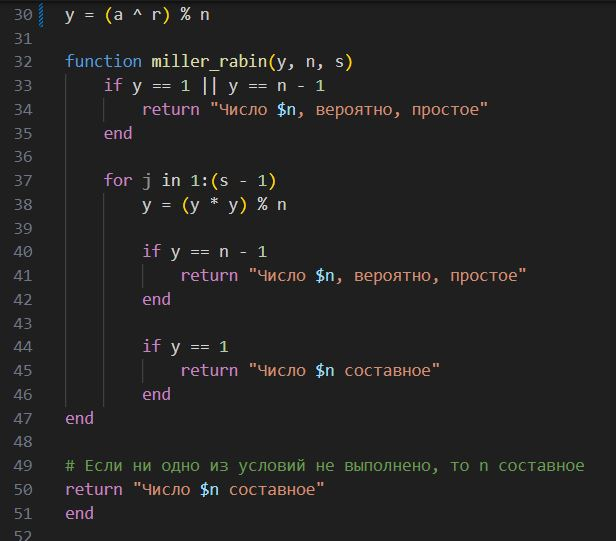 30 y = (a ^ r) % n
31
32 function miller_rabin(y, n, s)
33     if y == 1 || y == n - 1
34         return "Число $n, вероятно, простое"
35     end
36
37     for j in 1:(s - 1)
38         y = (y * y) % n
39
40         if y == n - 1
41             return "Число $n, вероятно, простое"
42         end
43
44         if y == 1
45             return "Число $n составное"
46         end
47 end
48
49 # Если ни одно из условий не выполнено, то n составное
50 return "Число $n составное"
51 end
52